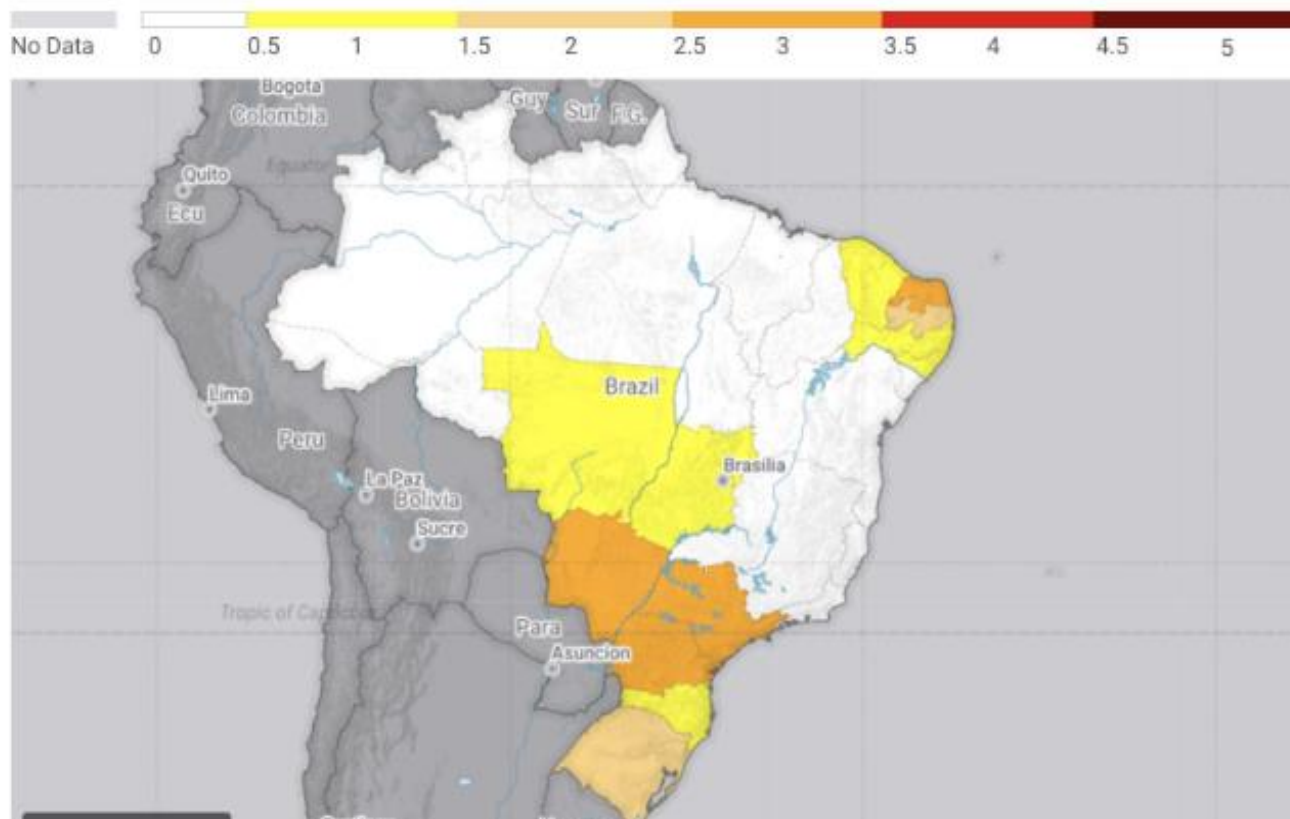 No Data 0 0.5 1 1.5 2 2.5 3 3.5 4 4.5 5
Bogota
Colombia
Guy
Sur
F.G.
Equator
Quito
Ecu
Brazil
Lima
Peru
Brasilia
La Paz
Bolivia
Sucre
Tropic of Capricorn
Para
Asuncion